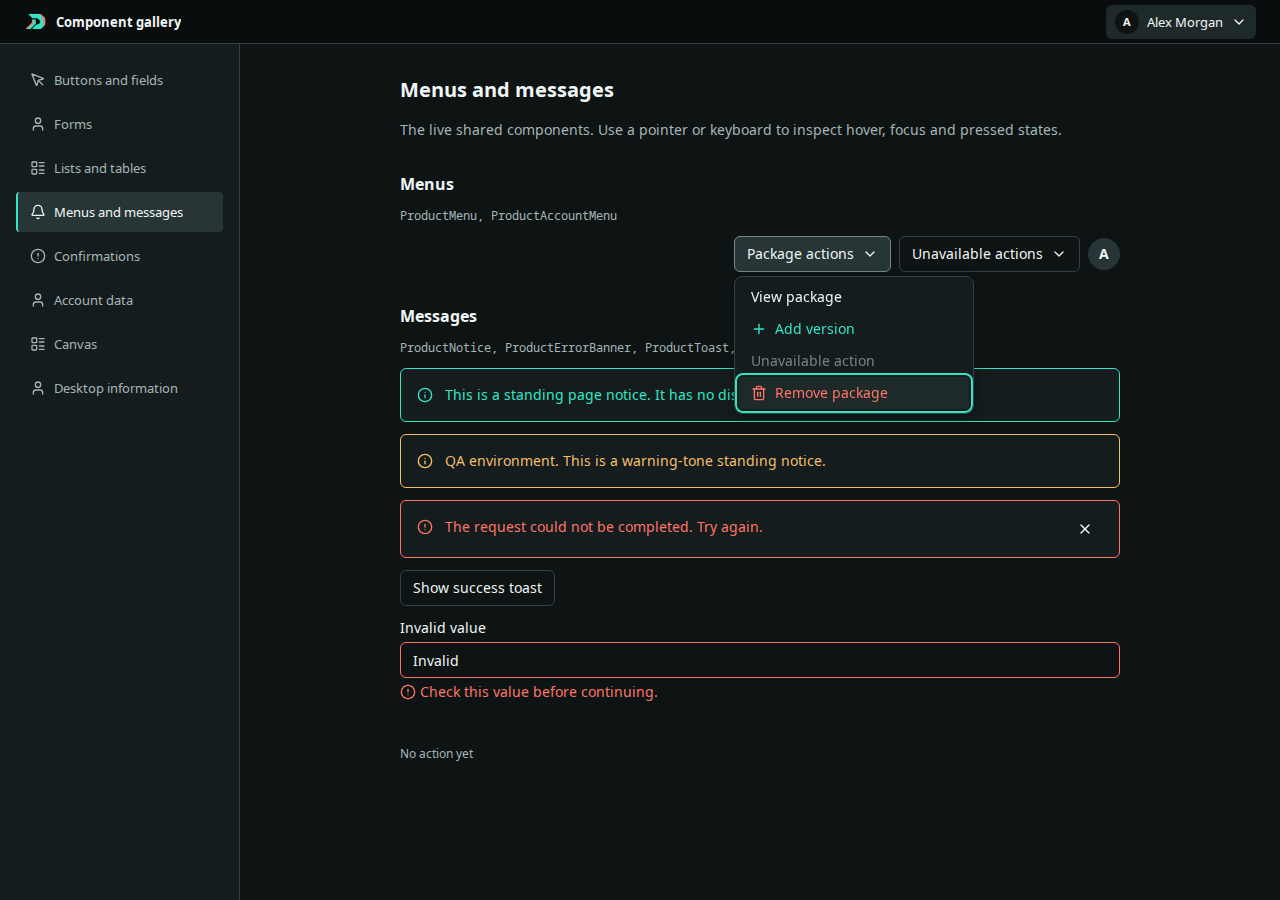 Component gallery
A
Alex Morgan
Buttons and fields
Forms
Lists and tables
Menus and messages
Confirmations
Account data
Canvas
Desktop information
Menus and messages
The live shared components. Use a pointer or keyboard to inspect hover, focus and pressed states.
Menus
ProductMenu, ProductAccountMenu
Package actions
Unavailable actions
A
View package
Add version
Unavailable action
Remove package
Messages
ProductNotice, ProductErrorBanner, ProductToast,
This is a standing page notice. It has no
QA environment. This is a warning-tone standing notice.
The request could not be completed. Try again.
Show success toast
Invalid value
Invalid
Check this value before continuing.
No action yet